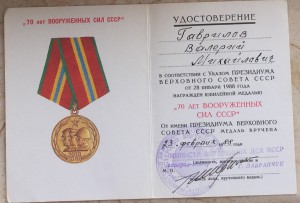 "70 лет ВООРУЖЕННЫХ СИЛ СССР"
УДОСТОВЕРЕНИЕ
Гаврилов
Валерий
Михайлович
В СООТВЕТСТВИИ С УКАЗОМ ПРЕЗИДИУМА
ВЕРХОВНОГО СОВЕТА СССР
ОТ 28 ЯНВАРЯ 1988 ГОДА
НАГРАЖДЕН ЮБИЛЕЙНОЙ МЕДАЛЬЮ
"70 ЛЕТ ВООРУЖЕННЫХ
СИЛ СССР"
ОТ ИМЕНИ ПРЕЗИДИУМА ВЕРХОВНОГО
СОВЕТА СССР МЕДАЛЬ ВРУЧЕНА
23 февраля
М.П.